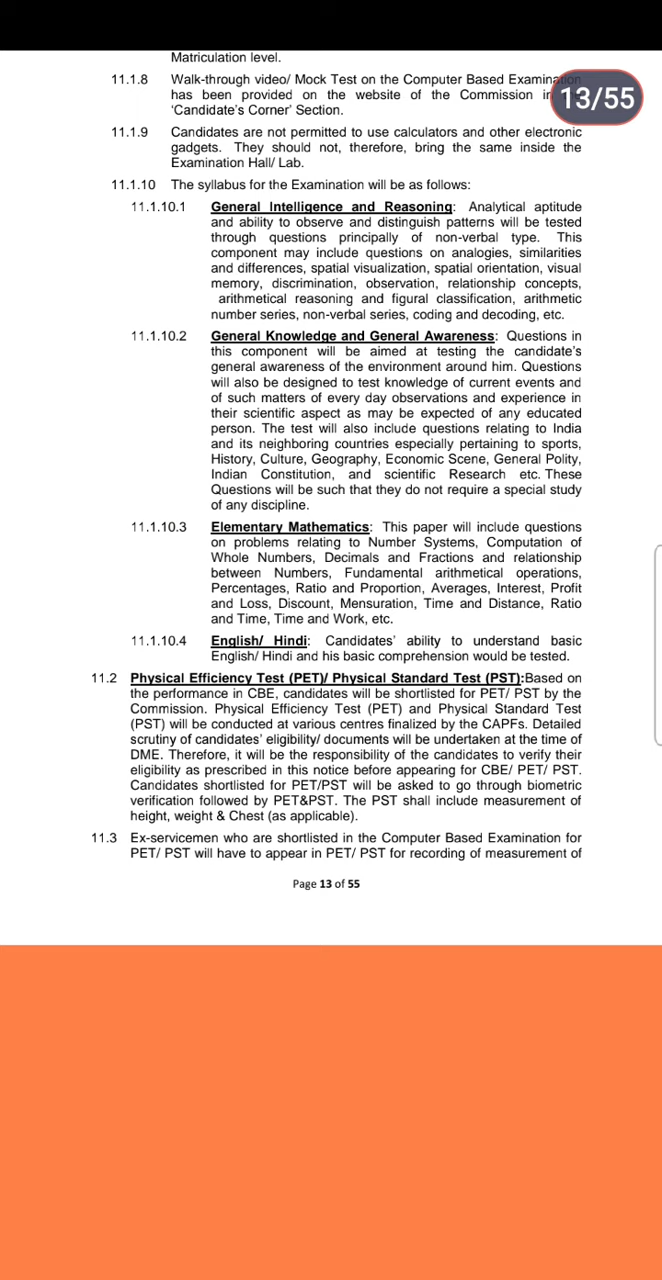 Matriculation level.
11.1.8 Walk-through video/ Mock Test on the Computer Based Examination
has been provided on the website of the Commission in
'Candidate's Corner' Section.
13/55
11.1.9 Candidates are not permitted to use calculators and other electronic
gadgets. They should not, therefore, bring the same inside the
Examination Hall/ Lab.
11.1.10 The syllabus for the Examination will be as follows:
11.1.10.1 General Intelligence and Reasoning: Analytical aptitude
and ability to observe and distinguish patterns will be tested
through questions principally of non-verbal type. This
component may include questions on analogies, similarities
and differences, spatial visualization, spatial orientation, visual
memory, discrimination, observation, relationship concepts,
arithmetical reasoning and figural classification, arithmetic
number series, non-verbal series, coding and decoding, etc.
11.1.10.2 General Knowledge and General Awareness: Questions in
this component will be aimed at testing the candidate's
general awareness of the environment around him. Questions
will also be designed to test knowledge of current events and
of such matters of every day observations and experience in
their scientific aspect as may be expected of any educated
person. The test will also include questions relating to India
and its neighboring countries especially pertaining to sports,
History, Culture, Geography, Economic Scene, General Polity,
Indian Constitution, and scientific Research etc. These
Questions will be such that they do not require a special study
of any discipline.
11.1.10.3 Elementary Mathematics: This paper will include questions
on problems relating to Number Systems, Computation of
Whole Numbers, Decimals and Fractions and relationship
between Numbers, Fundamental arithmetical operations,
Percentages, Ratio and Proportion, Averages, Interest, Profit
and Loss, Discount, Mensuration, Time and Distance, Ratio
and Time, Time and Work, etc.
11.1.10.4 English/ Hindi: Candidates' ability to understand basic
English/ Hindi and his basic comprehension would be tested.
11.2 Physical Efficiency Test (PET)/ Physical Standard Test (PST):Based on
the performance in CBE, candidates will be shortlisted for PET/ PST by the
Commission. Physical Efficiency Test (PET) and Physical Standard Test
(PST) will be conducted at various centres finalized by the CAPFs. Detailed
scrutiny of candidates' eligibility/ documents will be undertaken at the time of
DME. Therefore, it will be the responsibility of the candidates to verify their
eligibility as prescribed in this notice before appearing for CBE/ PET/ PST.
Candidates shortlisted for PET/PST will be asked to go through biometric
verification followed by PET&PST. The PST shall include measurement of
height, weight & Chest (as applicable).
11.3 Ex-servicemen who are shortlisted in the Computer Based Examination for
PET/ PST will have to appear in PET/ PST for recording of measurement of
Page 13 of 55